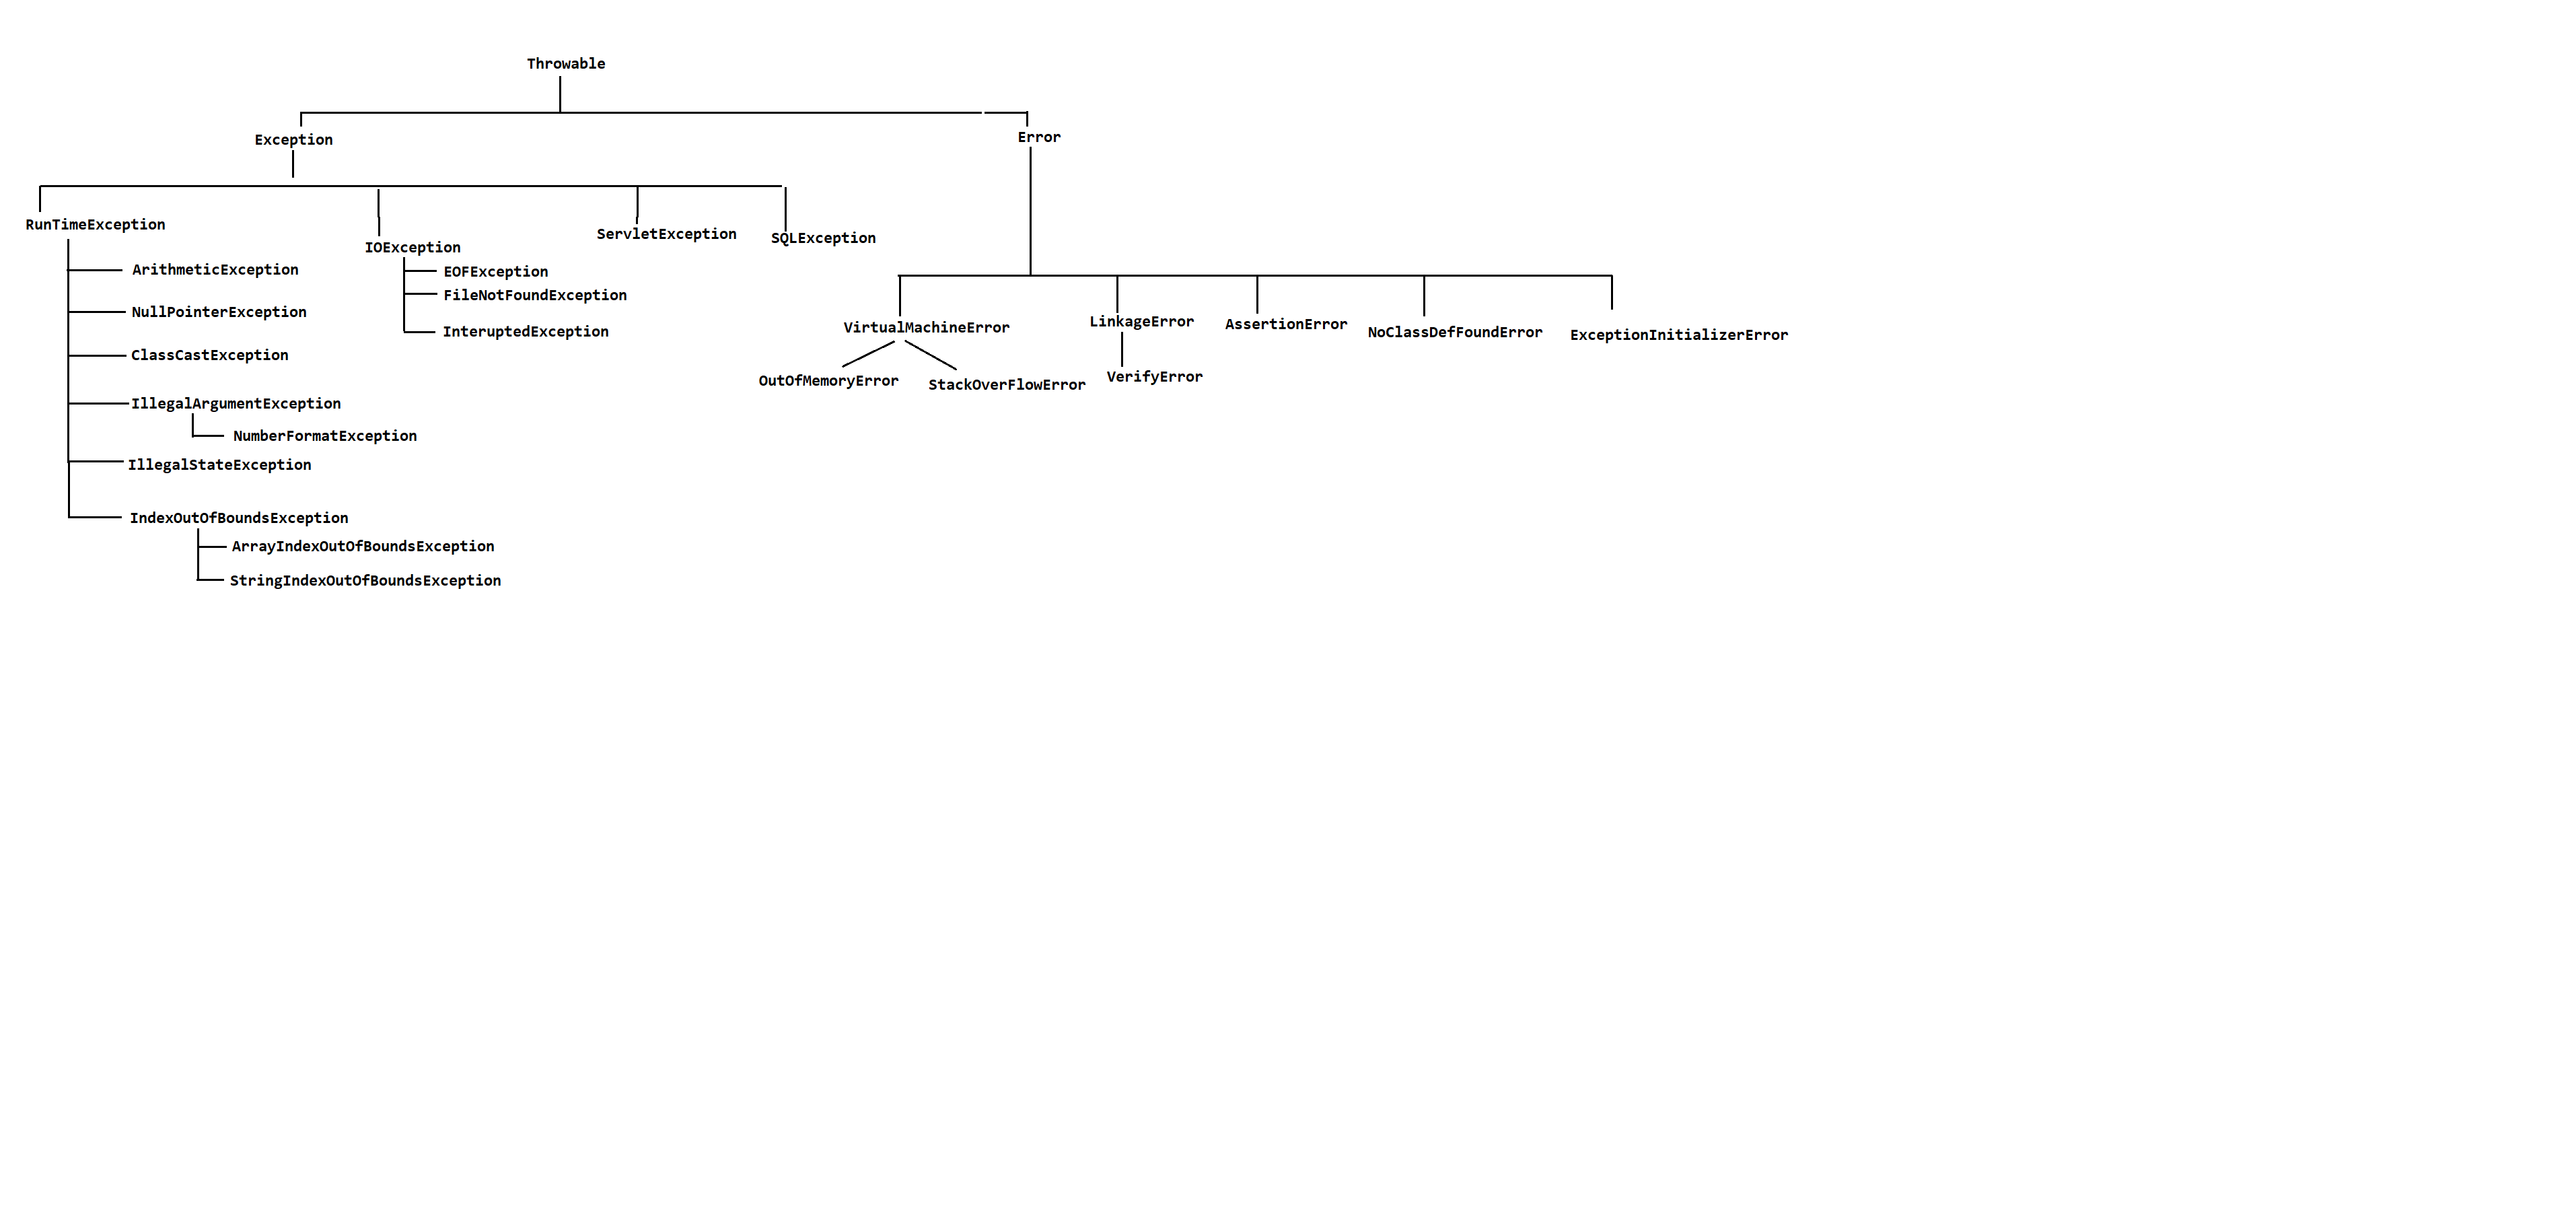 Throwable
Exception
Error
RunTimeException
IOException
ServletException
SQLException
ArithmeticException
EOFException
FileNotFoundException
NullPointerException
InteruptedException
VirtualMachineError
LinkageError
AssertionError
NoClassDefFoundError
ExceptionInitializerError
ClassCastException
OutOfMemoryError
StackOverFlowError
VerifyError
IllegalArgumentException
NumberFormatException
IllegalStateException
IndexOutOfBoundsException
ArrayIndexOutOfBoundsException
StringIndexOutOfBoundsException